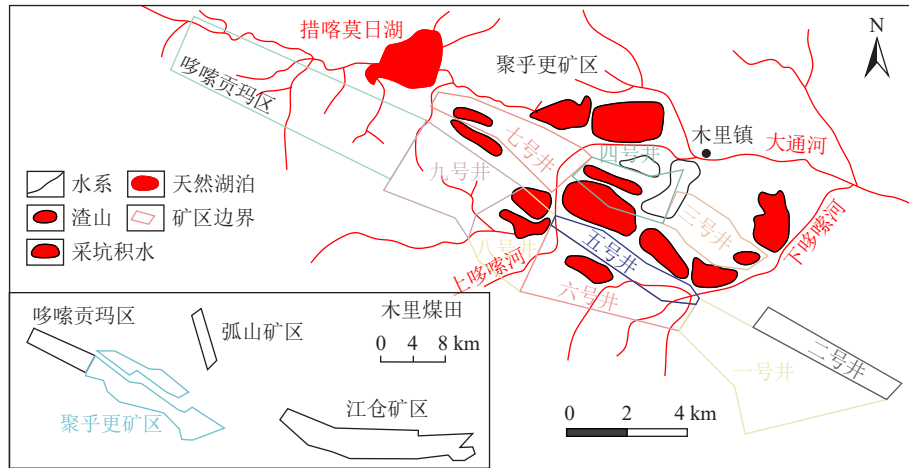 措喀莫日湖
N
聚乎更矿区
哆嗦贡玛区
木里镇
大通河
七号井
四号井
九号井
三号井
水系
天然湖泊
渣山
矿区边界
采坑积水
八号井
上哆嗦河
五号井
下哆嗦河
六号井
一号井
二号井
哆嗦贡玛区
弧山矿区
木里煤田
0 4 8 km
聚乎更矿区
江仓矿区
0 2 4 km